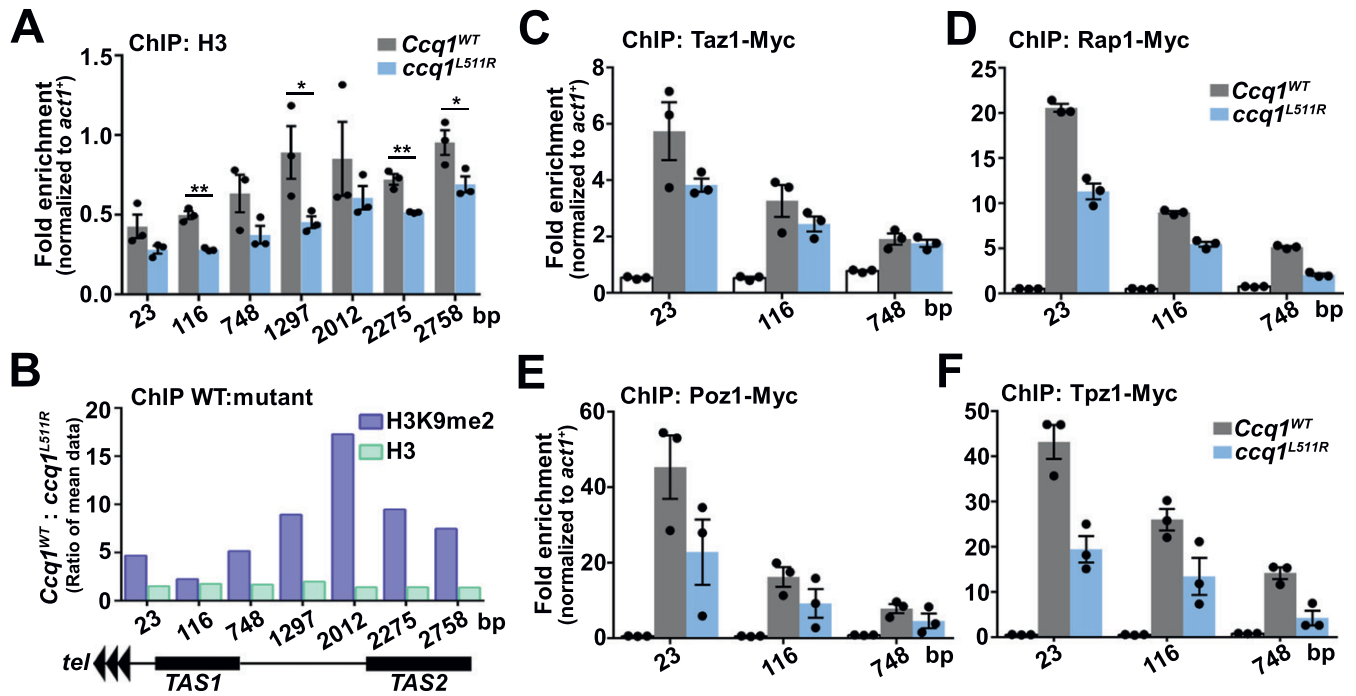 A
ChIP: H3
Ccq1WT
ccq1L511R
Fold enrichment
(normalized to act1+)
1.5
1.0
0.5
0.0
*
**
*
**
*
23 116 748 1297 2012 2275 2758 bp
B
ChIP WT:mutant
H3K9me2
H3
Ccq1WT : ccq1L511R
(Ratio of mean data)
20
15
10
5
0
23 116 748 1297 2012 2275 2758 bp
tel TAS1 TAS2
C
ChIP: Taz1-Myc
Fold enrichment
(normalized to act1+)
8
6
4
2
0
23 116 748 bp
D
ChIP: Rap1-Myc
Ccq1WT
ccq1L511R
25
20
15
10
5
0
23 116 748 bp
E
ChIP: Poz1-Myc
Fold enrichment
(normalized to act1+)
60
40
20
0
23 116 748 bp
F
ChIP: Tpz1-Myc
Ccq1WT
ccq1L511R
50
40
30
20
10
0
23 116 748 bp